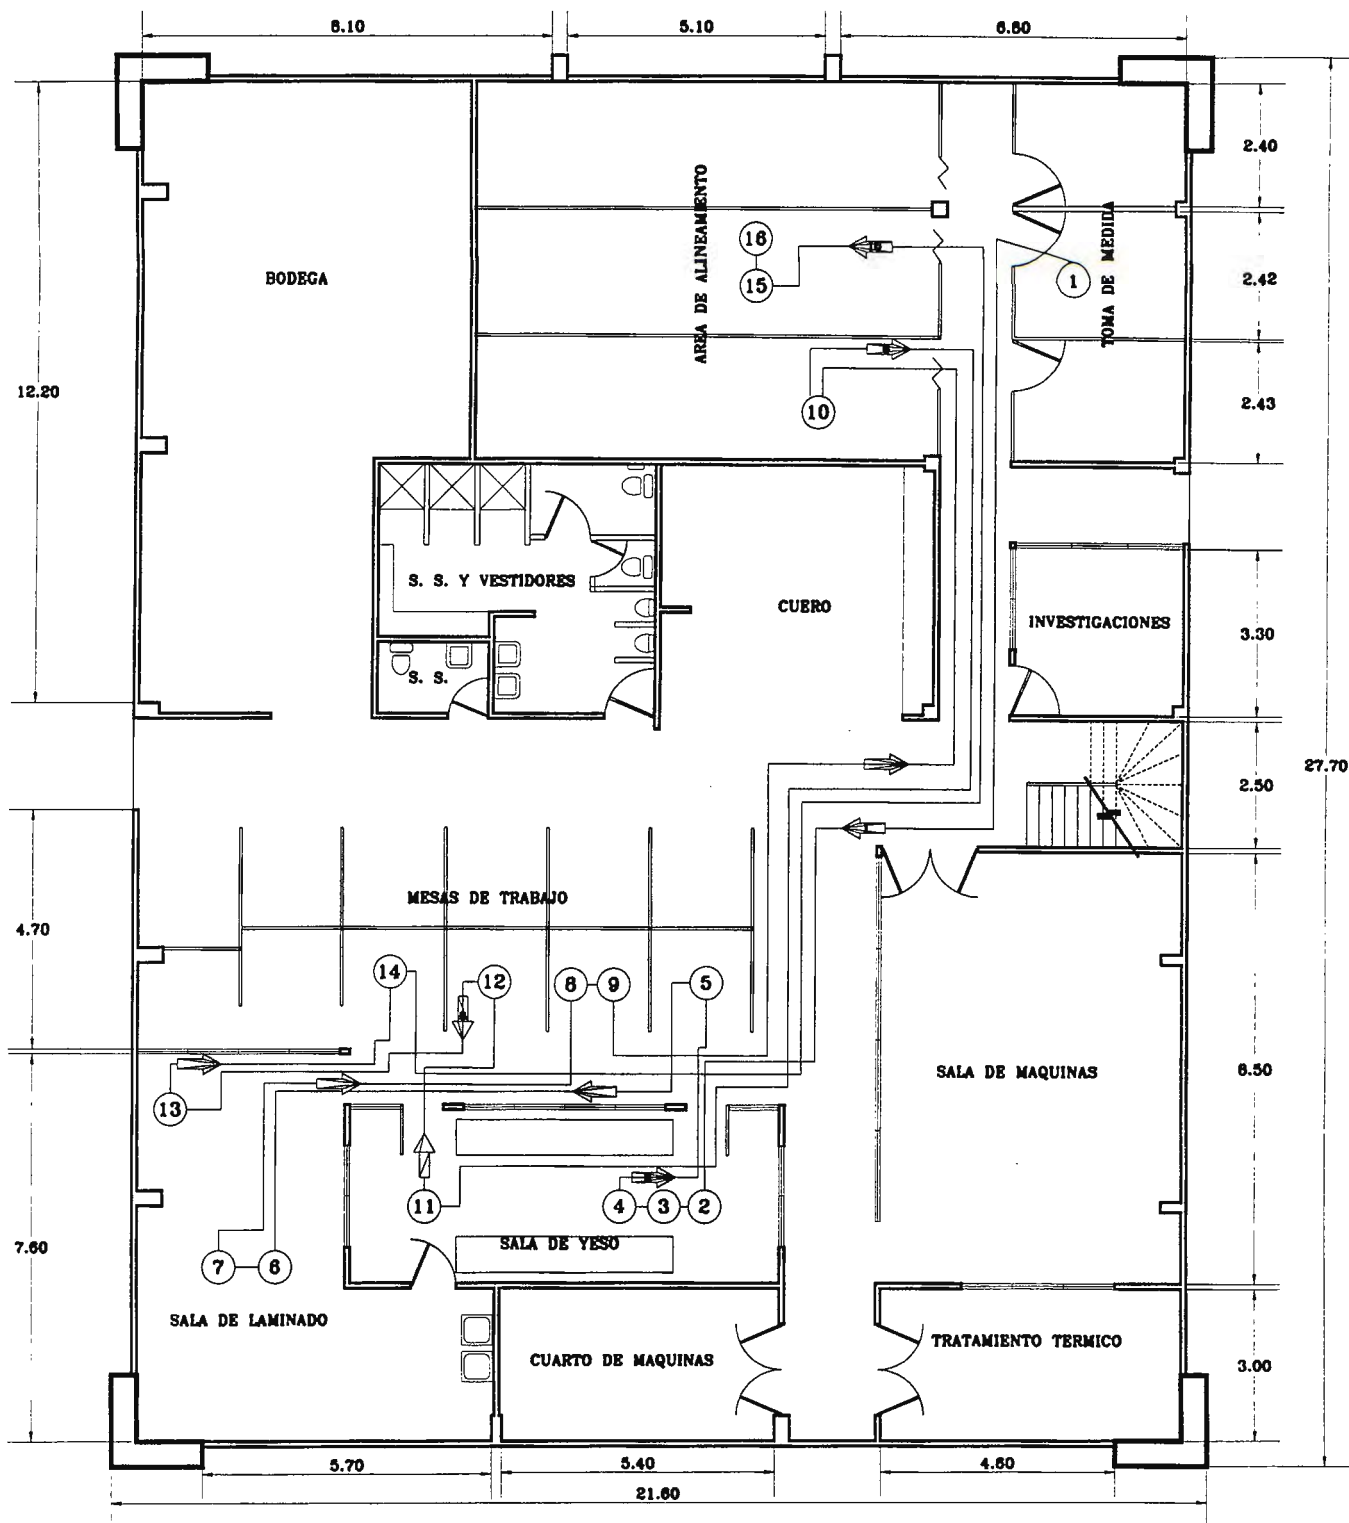 8.10
5.10
6.60
2.40
AREA DE ALINEAMIENTO
TOMA DE MEDIDA
16
15
1
BODEGA
2.42
12.20
2.43
10
S. S. Y VESTIDORES
CUERO
INVESTIGACIONES
3.30
S. S.
27.70
2.50
MESAS DE TRABAJO
4.70
14
12
8
9
5
SALA DE MAQUINAS
6.50
13
11
4
3
2
7.60
SALA DE YESO
7
6
SALA DE LAMINADO
CUARTO DE MAQUINAS
TRATAMIENTO TERMICO
3.00
5.70
5.40
4.60
21.60